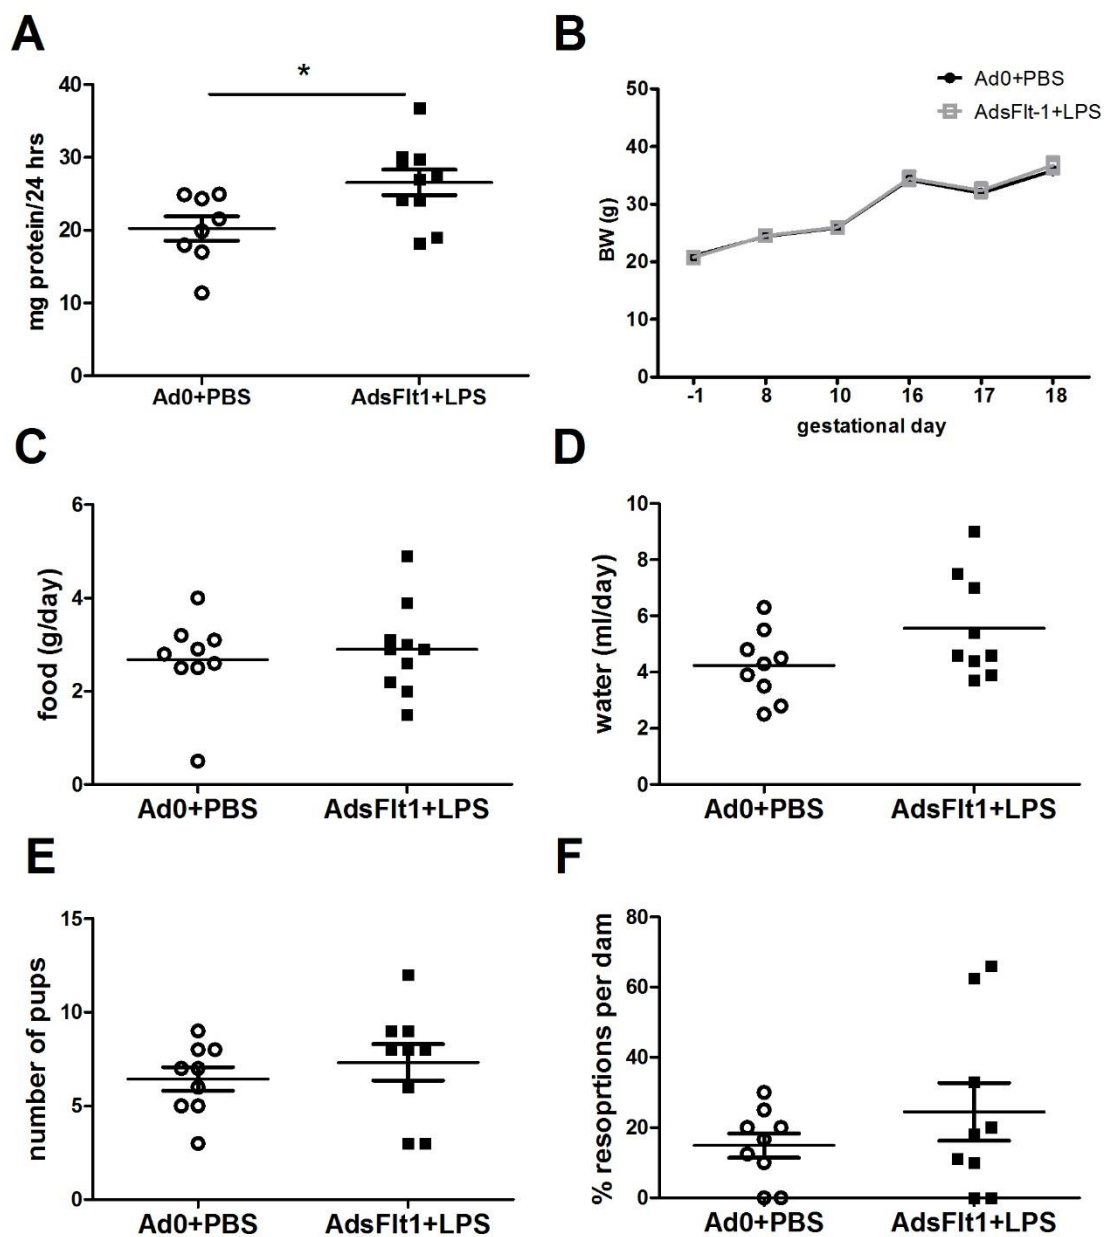 A
mg protein/24 hrs
40
30
20
10
0
*
Ad0+PBS
AdsFlt1+LPS
B
BW (g)
50
40
30
20
10
0
Ad0+PBS
AdsFlt-1+LPS
-1
8
10
16
17
18
gestational day
C
food (g/day)
6
4
2
0
Ad0+PBS
AdsFlt1+LPS
D
water (ml/day)
10
8
6
4
2
0
Ad0+PBS
AdsFlt1+LPS
E
number of pups
15
10
5
0
Ad0+PBS
AdsFlt1+LPS
F
% resoprtions per dam
80
60
40
20
0
Ad0+PBS
AdsFlt1+LPS